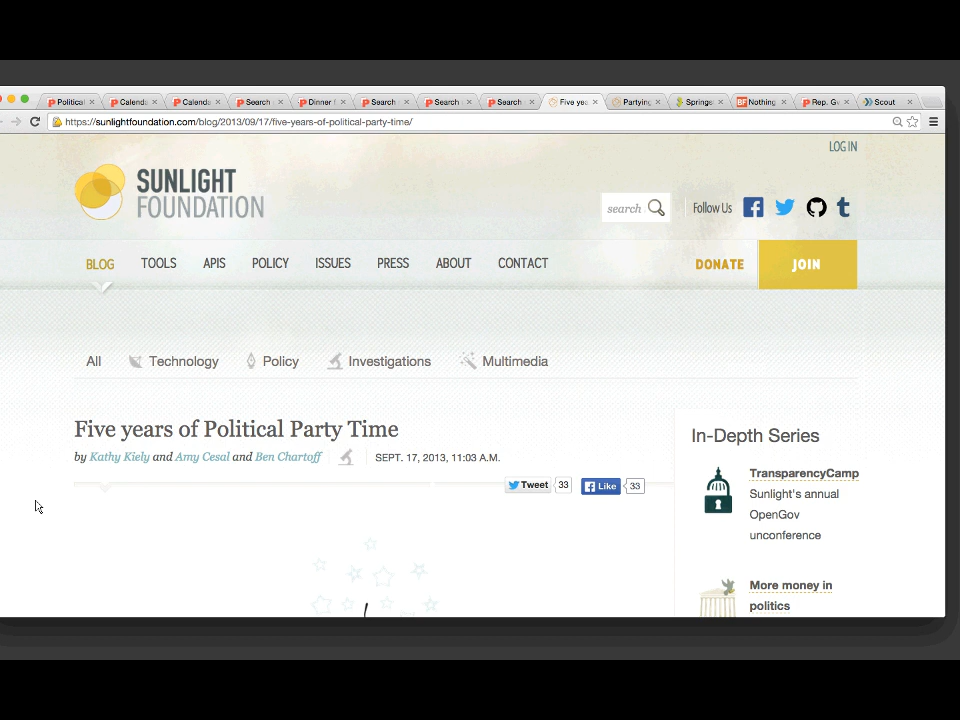 Political Calenda Calenda Search Dinner f Search Search Search Five yea Partying Springs Nothing Rep. Gv Scout
https://sunlightfoundation.com/blog/2013/09/17/five-years-of-political-party-time/
LOG IN
SUNLIGHT
FOUNDATION
search
Follow Us
BLOG TOOLS APIS POLICY ISSUES PRESS ABOUT CONTACT
DONATE JOIN
All Technology Policy Investigations Multimedia
Five years of Political Party Time
by Kathy Kiely and Amy Cesal and Ben Chartoff
SEPT. 17, 2013, 11:03 A.M.
Tweet 33 Like 33
In-Depth Series
TransparencyCamp
Sunlight's annual
OpenGov
unconference
More money in
politics